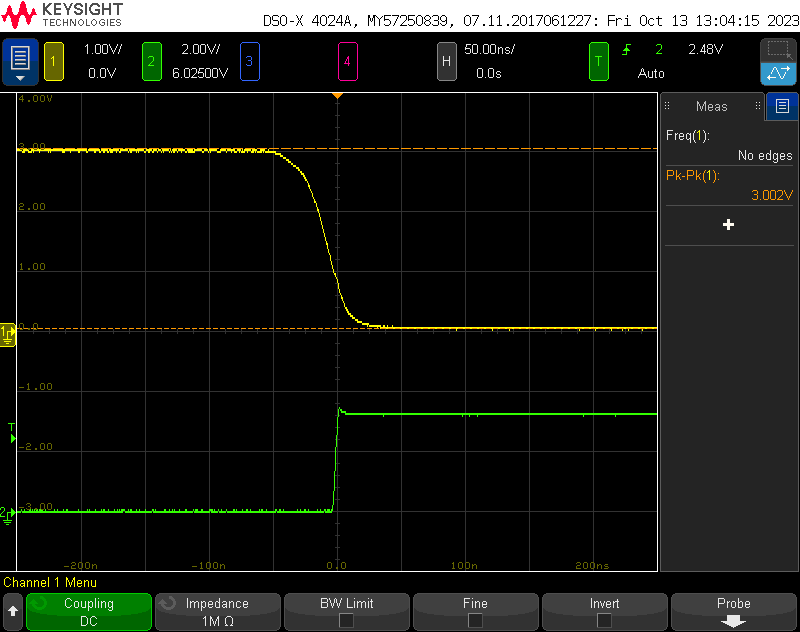 KEYSIGHT
TECHNOLOGIES
DSO-X 4024A, MY57250839, 07.11.2017061227: Fri Oct 13 13:04:15 2023
1
1.00V/
0.0V
2
2.00V/
6.02500V
3
4
H
50.00ns/
0.0s
T
2
2.48V
Auto
4.00V
3.00
2.00
1.00
0.0
-1.00
-2.00
-3.00
1
T
2
-200n
-100n
0.0
100n
200ns
Meas
Freq(1):
No edges
Pk-Pk(1):
3.002V
+
Channel 1 Menu
Coupling
DC
Impedance
1M Ω
BW Limit
Fine
Invert
Probe